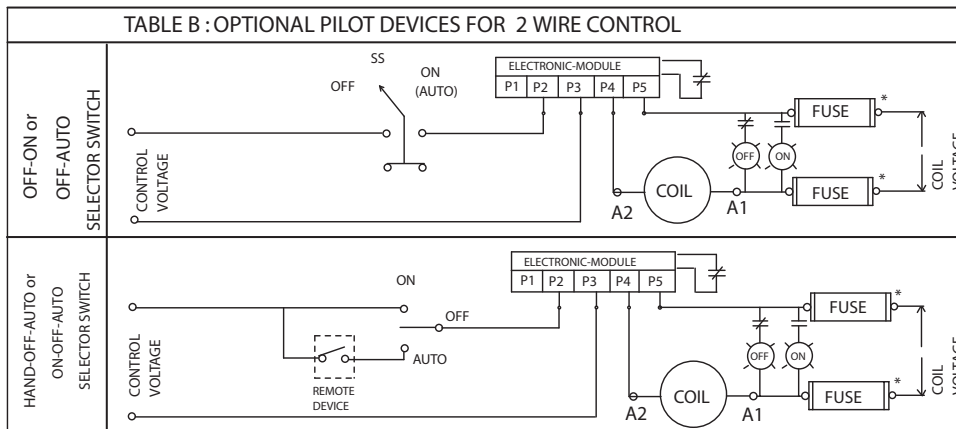 TABLE B : OPTIONAL PILOT DEVICES FOR 2 WIRE CONTROL
OFF-ON or
OFF-AUTO
SELECTOR SWITCH
CONTROL
VOLTAGE
SS
OFF
ON
(AUTO)
ELECTRONIC-MODULE
P1 P2 P3 P4 P5
OFF
ON
FUSE *
FUSE *
COIL
A2
A1
COIL
VOLTAGE
HAND-OFF-AUTO or
ON-OFF-AUTO
SELECTOR SWITCH
CONTROL
VOLTAGE
ON
OFF
AUTO
REMOTE
DEVICE
ELECTRONIC-MODULE
P1 P2 P3 P4 P5
OFF
ON
FUSE *
FUSE *
COIL
A2
A1
COIL
VOLTAGE